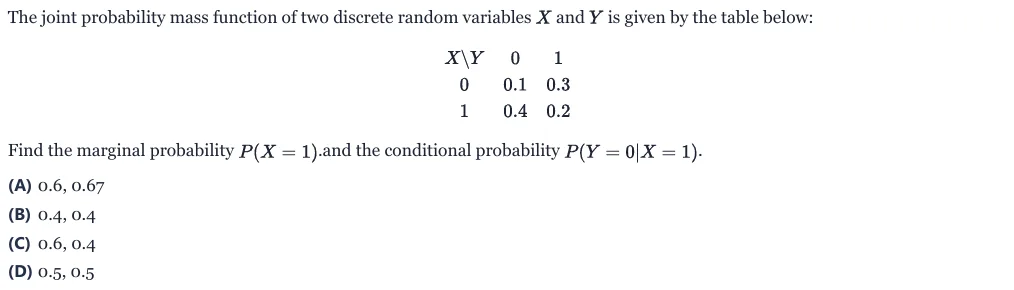 The joint probability mass function of two discrete random variables X and Y is given by the table below:
X\Y 0 1
0 0.1 0.3
1 0.4 0.2
Find the marginal probability P(X = 1).and the conditional probability P(Y = 0|X = 1).
(A) 0.6, 0.67
(B) 0.4, 0.4
(C) 0.6, 0.4
(D) 0.5, 0.5